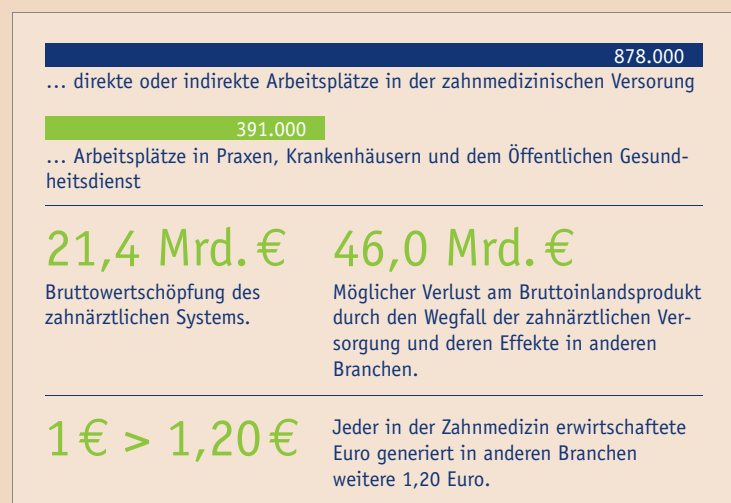 878.000
... direkte oder indirekte Arbeitsplätze in der zahnmedizinischen Versorung
391.000
... Arbeitsplätze in Praxen, Krankenhäusern und dem Öffentlichen Gesund-
heitsdienst
21,4 Mrd. €
Bruttowertschöpfung des
zahnärztlichen Systems.
46,0 Mrd. €
Möglicher Verlust am Bruttoinlandsprodukt
durch den Wegfall der zahnärztlichen Ver-
sorgung und deren Effekte in anderen
Branchen.
1 € > 1,20 €
Jeder in der Zahnmedizin erwirtschaftete
Euro generiert in anderen Branchen
weitere 1,20 Euro.